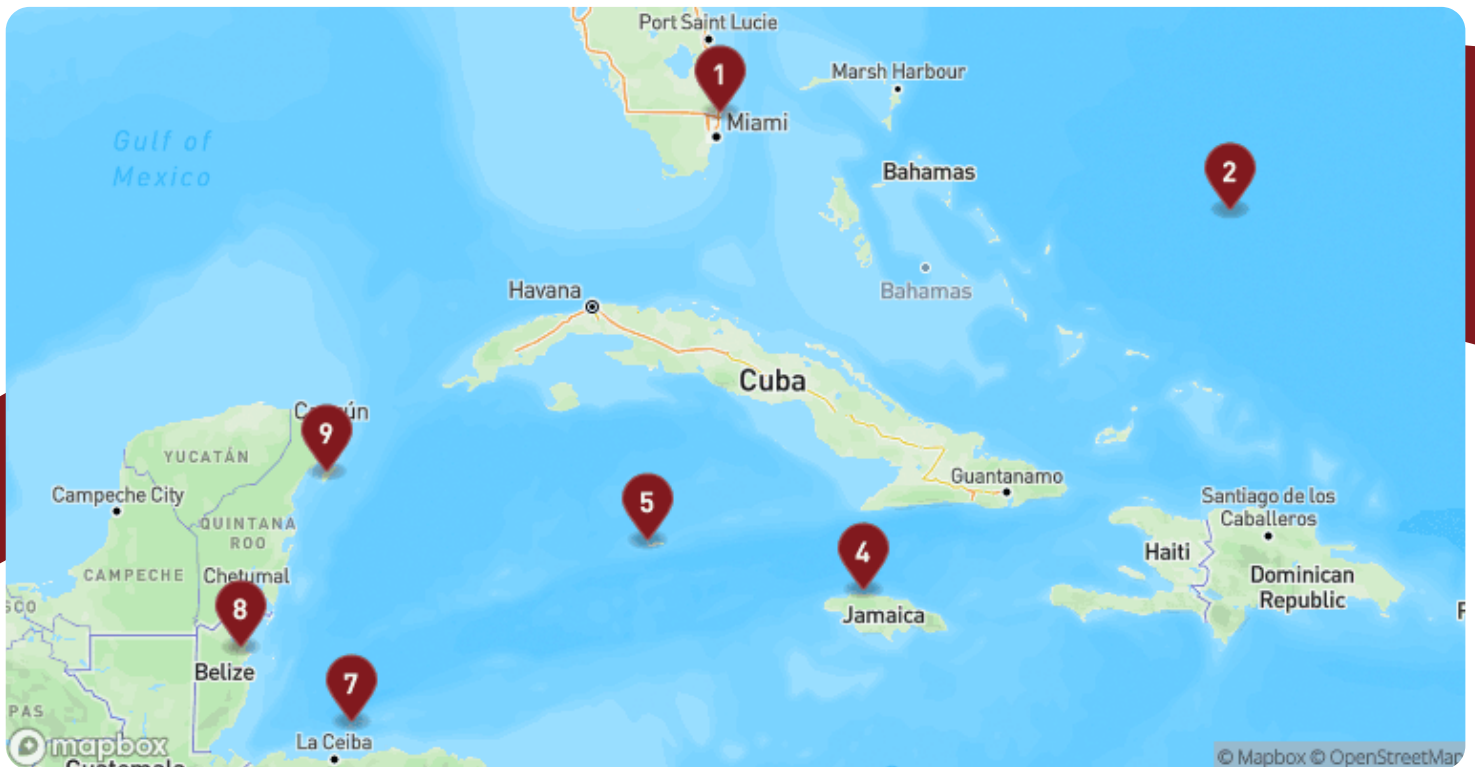 Port Saint Lucie
1
Marsh Harbour
Miami
Gulf of
Mexico
2
Bahamas
Havana
Bahamas
Cuba
9
YUCATÁN
Campeche City
5
Guantanamo
Santiago de los
Caballeros
QUINTANA
ROO
4
Haiti
CAMPECHE
Chetumal
Dominican
Republic
8
Jamaica
Belize
7
La Ceiba
mapbox
© Mapbox © OpenStreetMap